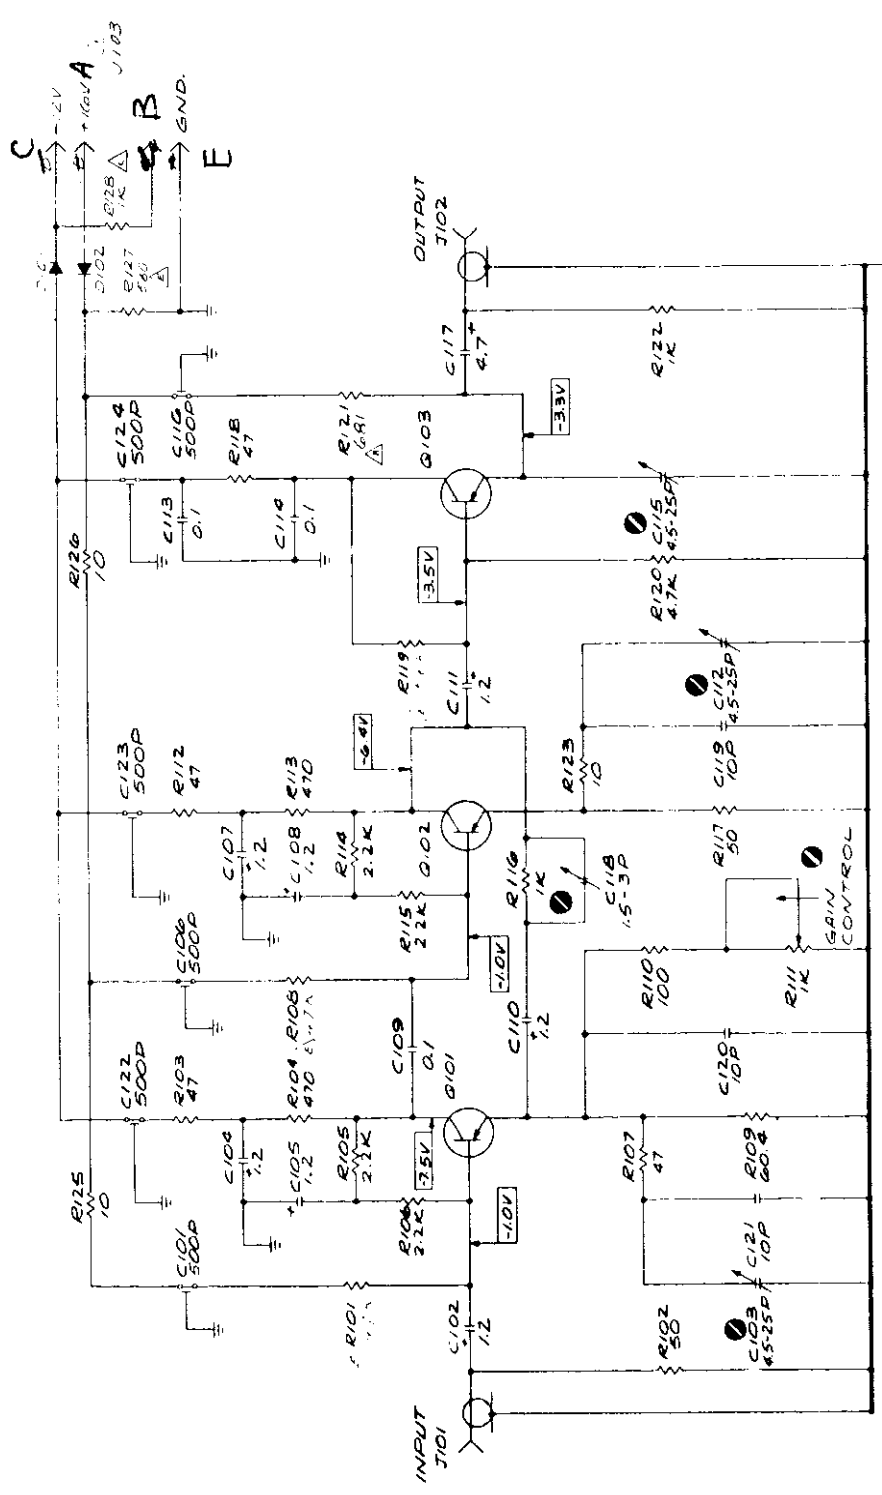 C
-12V
A
J103
B
GND.
E
R128
1K
D102
R127
560
OUTPUT
J102
C124
500P
C116
500P
R118
47
R121
681
C117
4.7
+
R122
1K
R126
10
C113
0.1
C114
0.1
Q103
-3.3V
C115
4.5-25P
-3.5V
R120
4.7K
R119
C111
1.2
+
C112
4.5-25P
C123
500P
R112
47
R113
470
-6.4V
R123
10
C119
10P
C107
1.2
+
C108
1.2
+
R114
2.2K
Q102
R116
1K
C118
1.5-3P
R117
50
R115
2.2K
GAIN
CONTROL
C106
500P
R108
-1.0V
C110
1.2
+
R110
100
R111
1K
C122
500P
R103
47
R104
470
C109
0.1
Q101
C120
10P
R125
10
C104
1.2
+
C105
1.2
+
R105
2.2K
-7.5V
R107
47
R109
60.4
R106
2.2K
-1.0V
C121
10P
C101
500P
R101
C102
1.2
+
C103
4.5-25P
R102
50
INPUT
J101